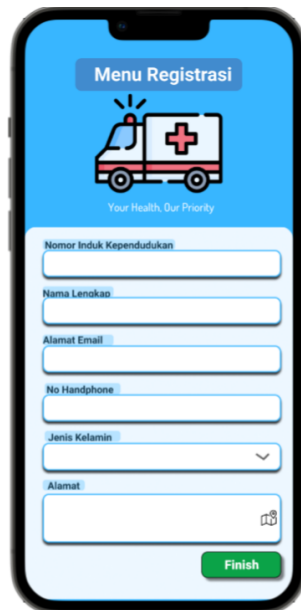 Menu Registrasi
Your Health, Our Priority
Nomor Induk Kependudukan
Nama Lengkap
Alamat Email
No Handphone
Jenis Kelamin
Alamat
Finish